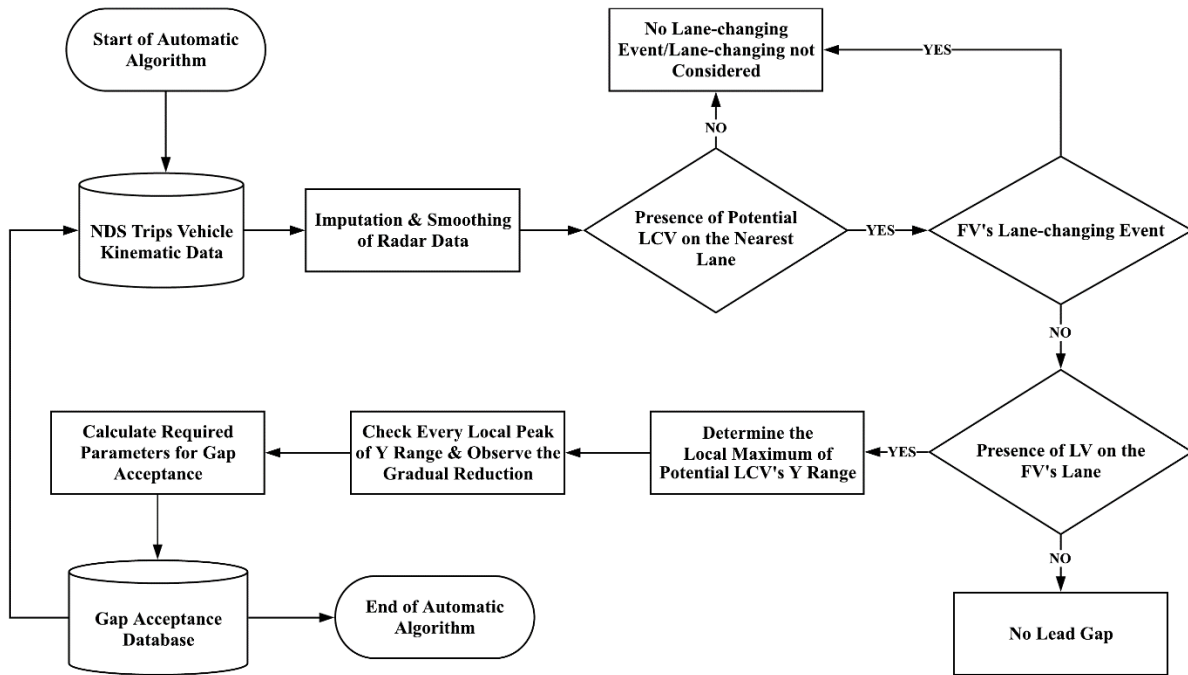 Start of Automatic
Algorithm
No Lane-changing
Event/Lane-changing not
Considered
YES
NO
NDS Trips Vehicle
Kinematic Data
Imputation & Smoothing
of Radar Data
Presence of Potential
LCV on the Nearest
Lane
YES
FV's Lane-changing Event
NO
Calculate Required
Parameters for Gap
Acceptance
Check Every Local Peak
of Y Range & Observe the
Gradual Reduction
Determine the
Local Maximum of
Potential LCV's Y Range
YES
Presence of LV on the
FV's Lane
NO
Gap Acceptance
Database
End of Automatic
Algorithm
No Lead Gap